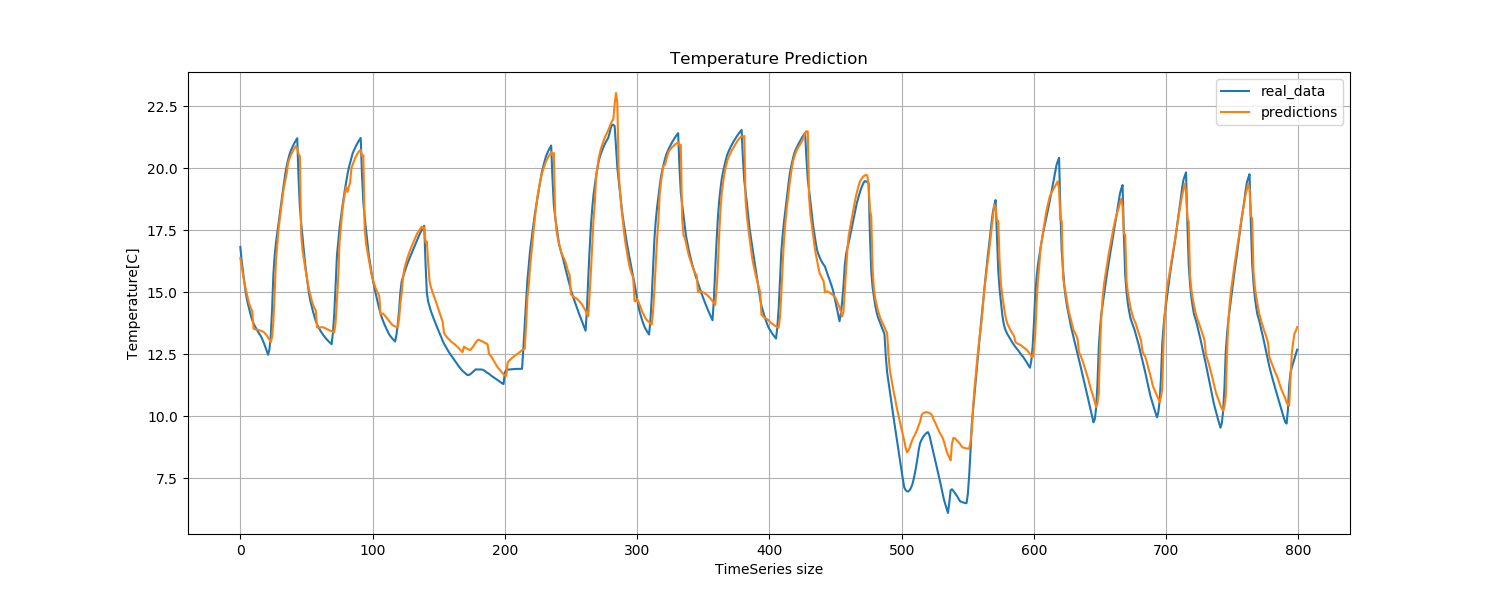 Temperature Prediction
real_data
predictions
22.5
20.0
17.5
15.0
12.5
10.0
7.5
Temperature[C]
0 100 200 300 400 500 600 700 800
TimeSeries size